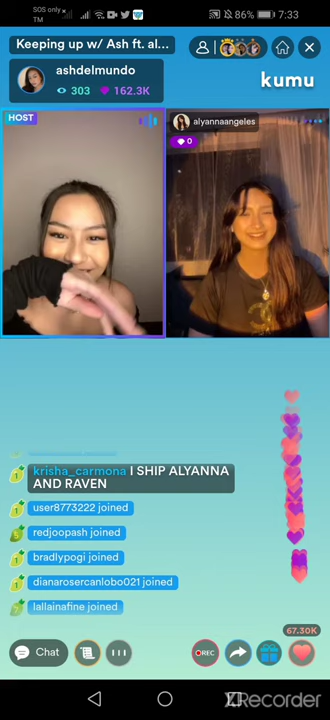 SOS only
TM
86% 7:33
Keeping up w/ Ash ft. al...
ashdelmundo
303 162.3K
kumu
HOST
alyannaangeles
0
krisha_carmona I SHIP ALYANNA
AND RAVEN
user8773222 joined
redjoopash joined
bradlypogi joined
dianarosercanlobo021 joined
lallainafine joined
67.30K
Chat
REC
XRecorder